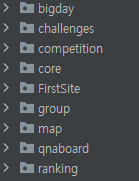 bigday
challenges
competition
core
FirstSite
group
map
qnaboard
ranking